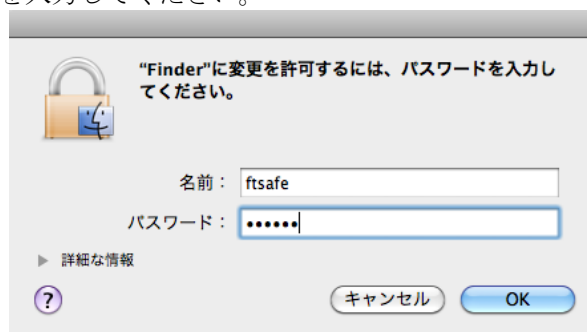 を入力してください。
“Finder”に変更を許可するには、パスワードを入力し
てください。
名前： ftsafe
パスワード： ••••••
▶ 詳細な情報
?
キャンセル OK